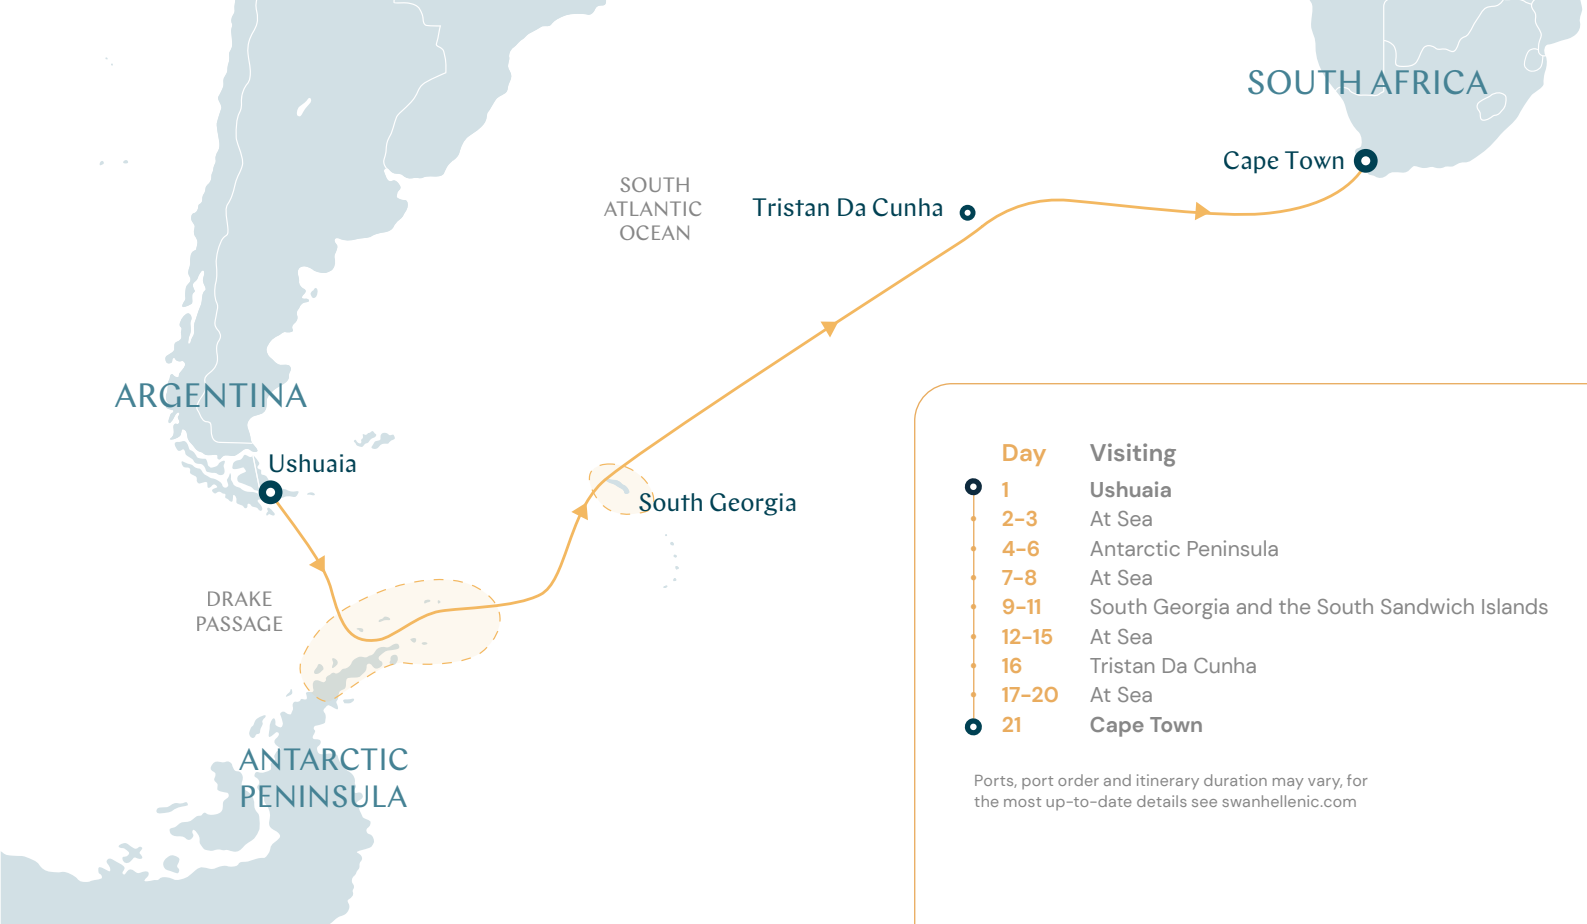 SOUTH AFRICA
Cape Town
SOUTH
ATLANTIC
OCEAN
Tristan Da Cunha
ARGENTINA
Ushuaia
South Georgia
DRAKE
PASSAGE
ANTARCTIC
PENINSULA
Day Visiting
1 Ushuaia
2-3 At Sea
4-6 Antarctic Peninsula
7-8 At Sea
9-11 South Georgia and the South Sandwich Islands
12-15 At Sea
16 Tristan Da Cunha
17-20 At Sea
21 Cape Town
Ports, port order and itinerary duration may vary, for
the most up-to-date details see swanhellenic.com